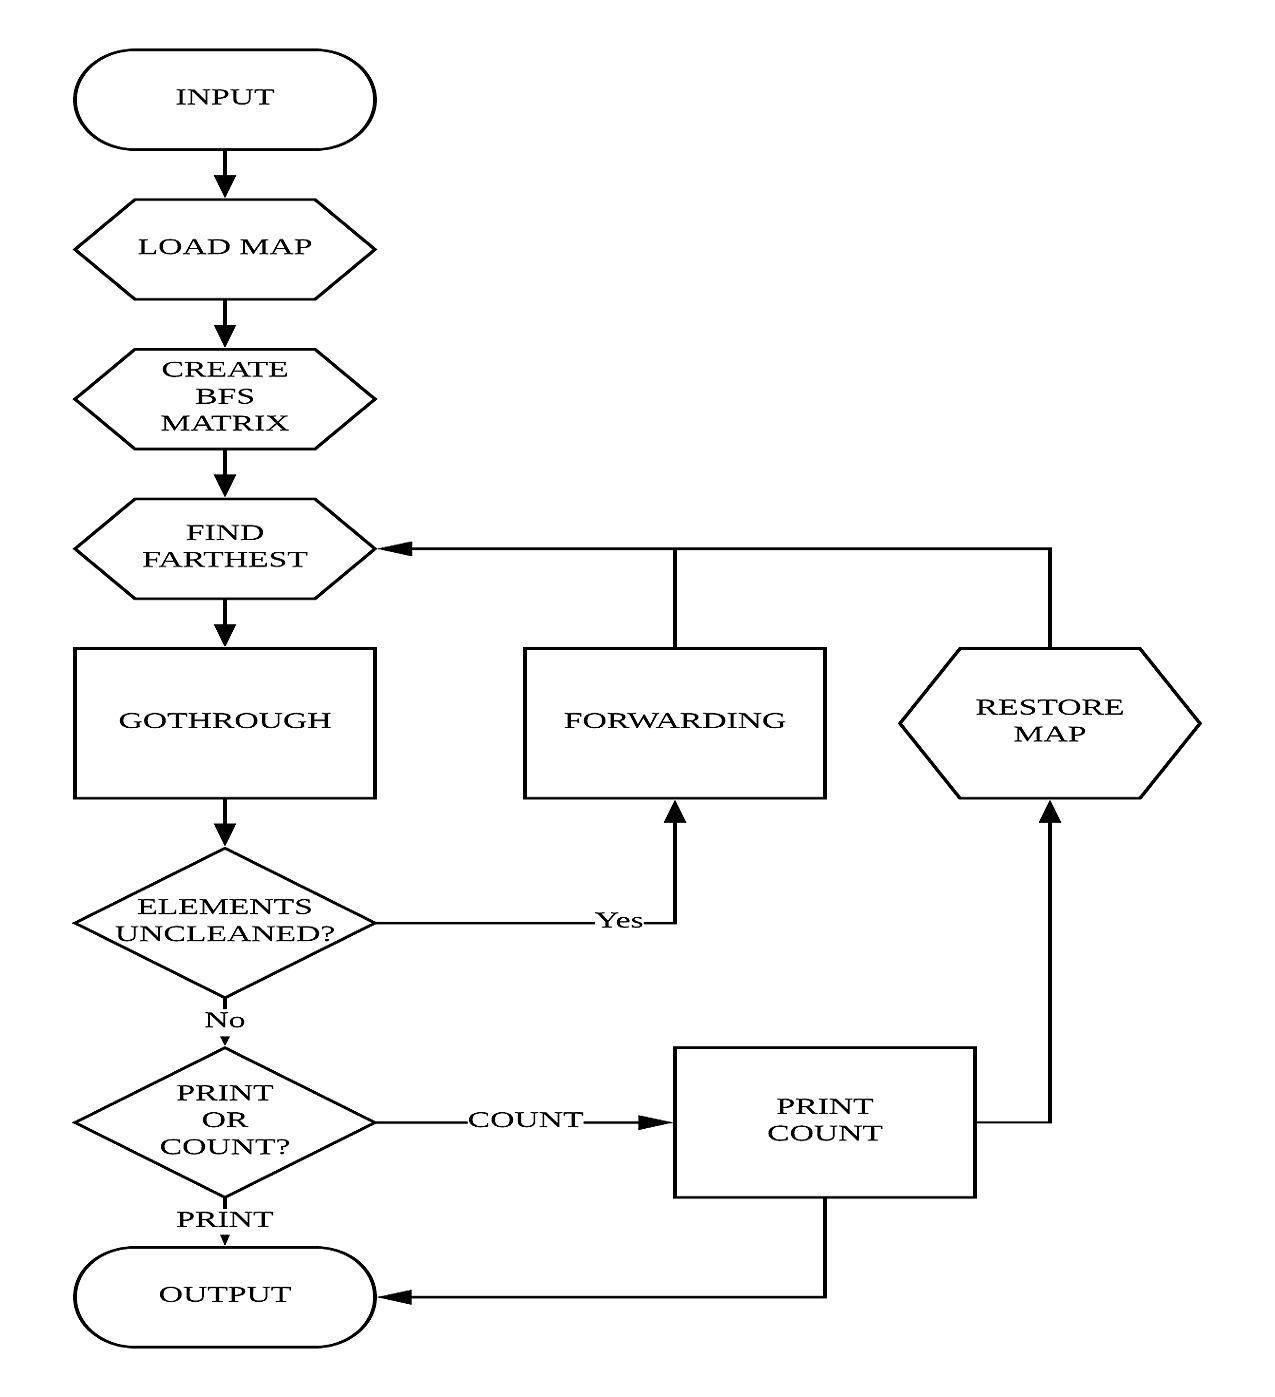 INPUT
LOAD MAP
CREATE
BFS
MATRIX
FIND
FARTHEST
GOTHROUGH
FORWARDING
RESTORE
MAP
ELEMENTS
UNCLEANED?
Yes
No
PRINT
OR
COUNT?
COUNT
PRINT
COUNT
PRINT
OUTPUT